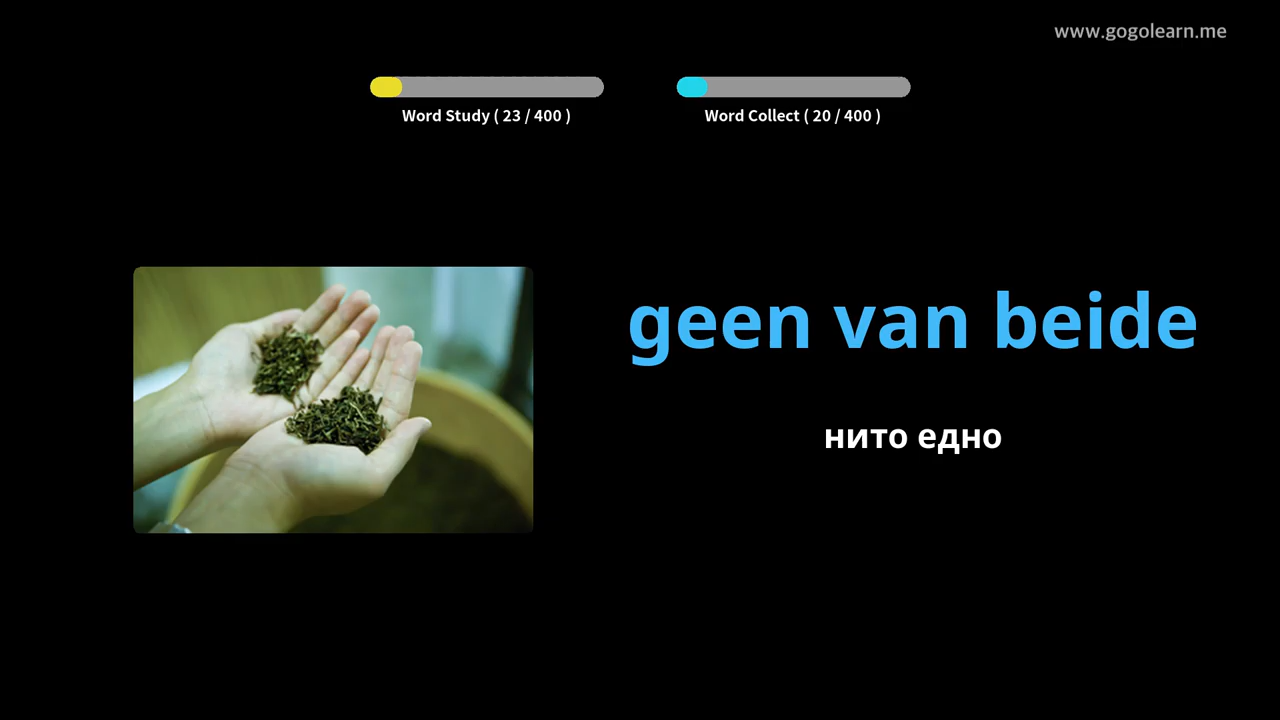 www.gogolearn.me
Word Study ( 23 / 400 )
Word Collect ( 20 / 400 )
geen van beide
нито едно